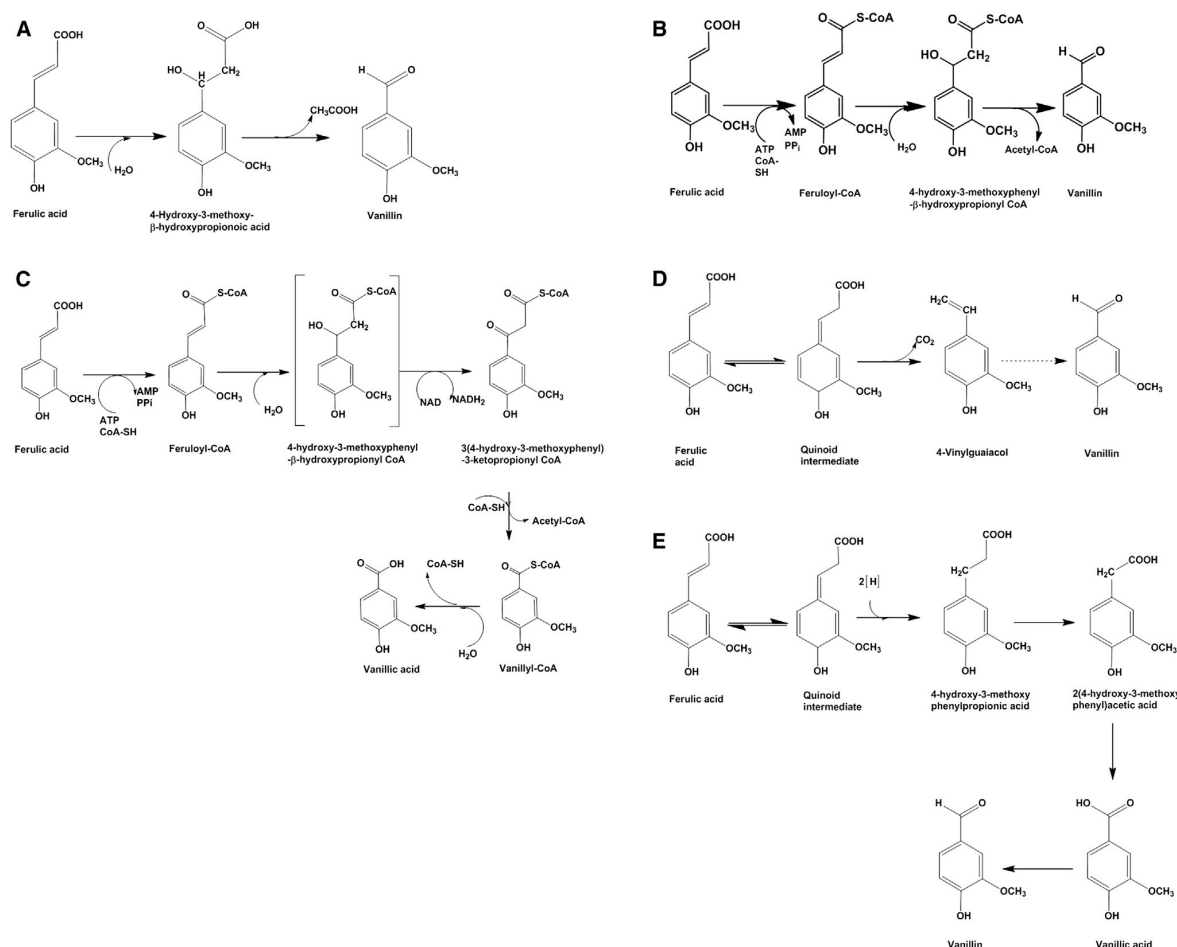 A
COOH
OCH₃
OH
Ferulic acid
H₂O
O
OH
HO
H
C
CH₂
OCH₃
OH
4-Hydroxy-3-methoxy-
β-hydroxypropionoic acid
CH₃COOH
H
O
OCH₃
OH
Vanillin
B
COOH
OCH₃
OH
Ferulic acid
ATP
CoA-
SH
AMP
PPi
O
S-CoA
OCH₃
OH
Feruloyl-CoA
H₂O
O
S-CoA
HO
CH₂
OCH₃
OH
4-hydroxy-3-methoxyphenyl
-β-hydroxypropionyl CoA
Acetyl-CoA
H
O
OCH₃
OH
Vanillin
C
COOH
OCH₃
OH
Ferulic acid
ATP
CoA-SH
AMP
PPi
O
S-CoA
OCH₃
OH
Feruloyl-CoA
H₂O
O
S-CoA
HO
CH₂
OCH₃
OH
4-hydroxy-3-methoxyphenyl
-β-hydroxypropionyl CoA
NAD
NADH₂
O
S-CoA
O
OCH₃
OH
3(4-hydroxy-3-methoxyphenyl)
-3-ketopropionyl CoA
CoA-SH
Acetyl-CoA
O
S-CoA
OCH₃
OH
Vanillyl-CoA
CoA-SH
H₂O
O
OH
OCH₃
OH
Vanillic acid
D
COOH
OCH₃
OH
Ferulic
acid
COOH
OCH₃
OH
Quinoid
intermediate
CO₂
H₂C
CH
OCH₃
OH
4-Vinylguaiacol
H
O
OCH₃
OH
Vanillin
E
COOH
OCH₃
OH
Ferulic acid
COOH
OCH₃
OH
Quinoid
intermediate
2[H]
COOH
H₂C
OCH₃
OH
4-hydroxy-3-methoxy
phenylpropionic acid
COOH
H₂C
OCH₃
OH
2(4-hydroxy-3-methoxy
phenyl)acetic acid
HO
O
OCH₃
OH
Vanillic acid
H
O
OCH₃
OH
Vanillin